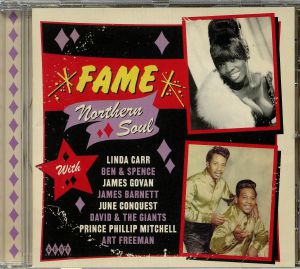 FAME
Northern
Soul
With
LINDA CARR
BEN & SPENCE
JAMES GOVAN
JAMES BARNETT
JUNE CONQUEST
DAVID & THE GIANTS
PRINCE PHILLIP MITCHELL
ART FREEMAN
KENT